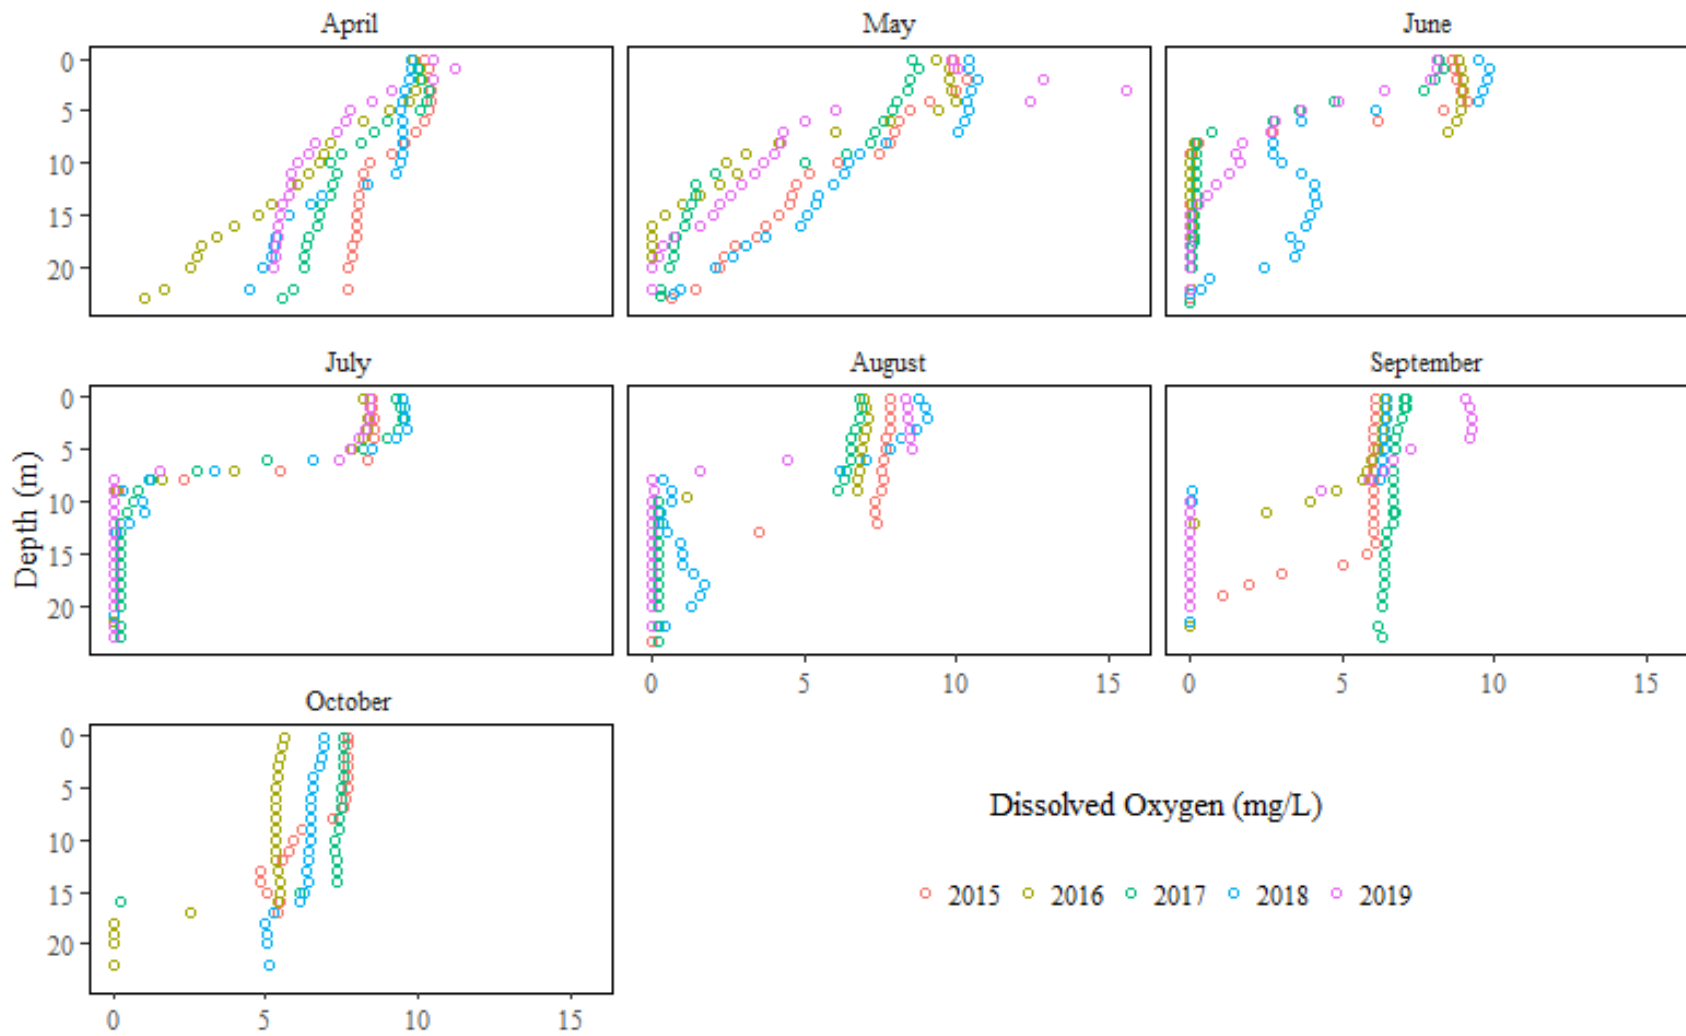 April May June
0
5
10
15
20
July August September
Depth (m)
0
5
10
15
20
0 5 10 15 0 5 10 15
October
0
5
10
15
20
0 5 10 15
Dissolved Oxygen (mg/L)
2015 2016 2017 2018 2019